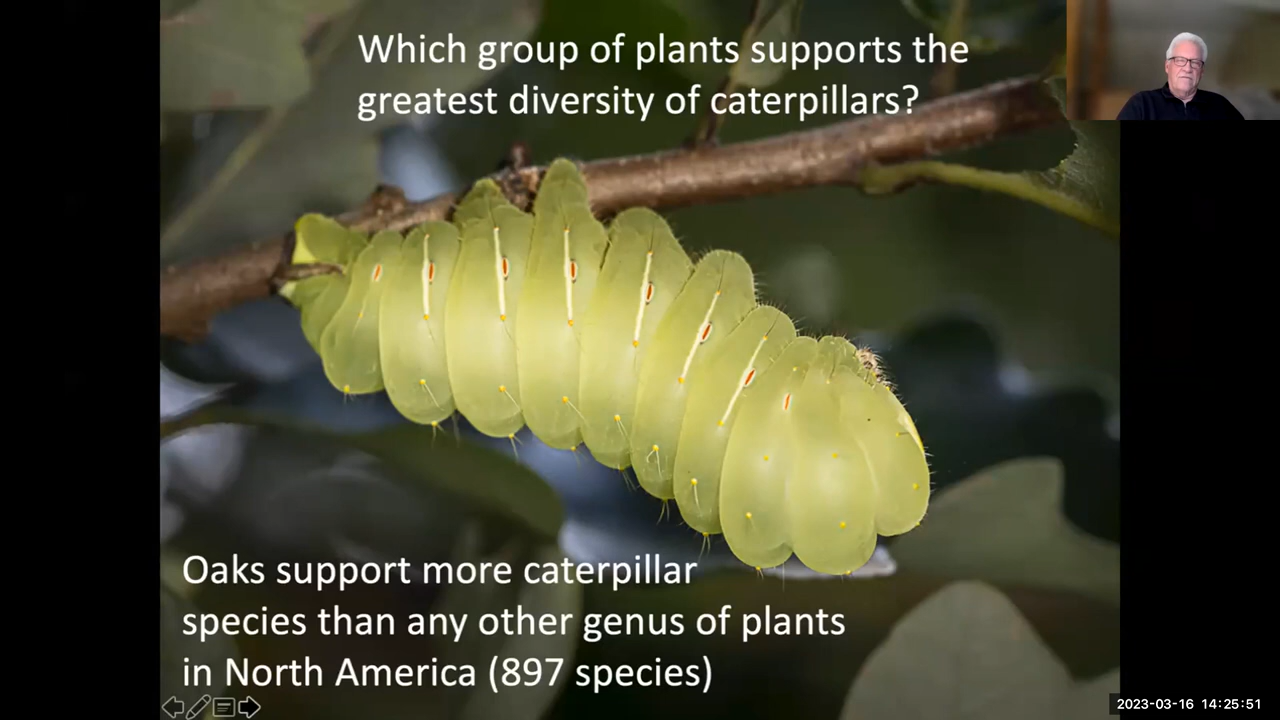 Which group of plants supports the
greatest diversity of caterpillars?
Oaks support more caterpillar
species than any other genus of plants
in North America (897 species)
2023-03-16 14:25:51